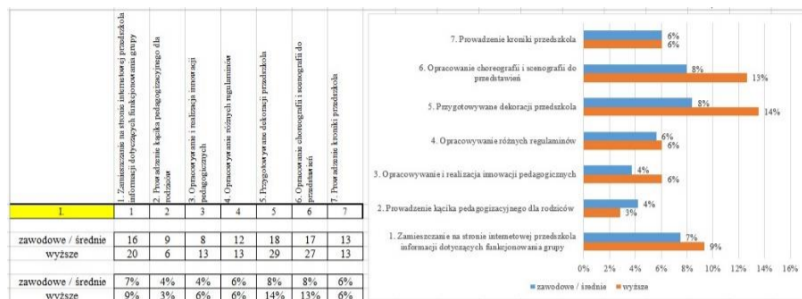 1. Zamieszczanie na stronie internetowej przedszkola
informacji dotyczących funkcjonowania grupy
2. Prowadzenie kącika pedagogizacyjnego dla
rodziców
3. Opracowywanie i realizacja innowacji
pedagogicznych
4. Opracowywanie różnych regulaminów
5. Przygotowywane dekoracji przedszkola
6. Opracowanie choreografii i scenografii do
przedstawień
7. Prowadzenie kroniki przedszkola
I. 1 2 3 4 5 6 7
zawodowe / średnie 16 9 8 12 18 17 13
wyższe 20 6 13 13 29 27 13
zawodowe / średnie 7% 4% 4% 6% 8% 8% 6%
wyższe 9% 3% 6% 6% 14% 13% 6%
7. Prowadzenie kroniki przedszkola 6%
6%
6. Opracowanie choreografii i scenografii do
przedstawień 8%
13%
5. Przygotowywane dekoracji przedszkola 8%
14%
4. Opracowywanie różnych regulaminów 6%
6%
3. Opracowywanie i realizacja innowacji pedagogicznych 4%
6%
2. Prowadzenie kącika pedagogizacyjnego dla rodziców 4%
3%
1. Zamieszczanie na stronie internetowej przedszkola
informacji dotyczących funkcjonowania grupy 7%
9%
0% 2% 4% 6% 8% 10% 12% 14% 16%
zawodowe / średnie wyższe